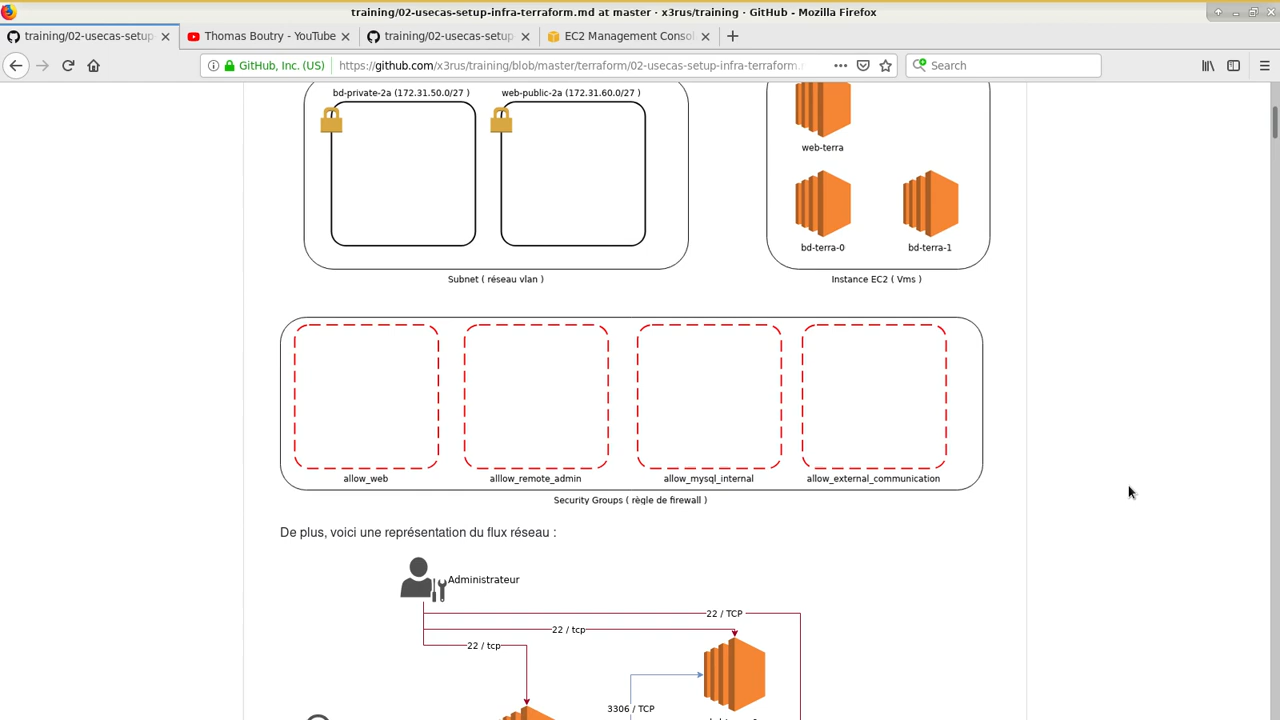 training/02-usecas-setup-infra-terraform.md at master · x3rus/training · GitHub - Mozilla Firefox
training/02-usecas-setup-
Thomas Boutry - YouTube
training/02-usecas-setup-
EC2 Management Consol
GitHub, Inc. (US)
https://github.com/x3rus/training/blob/master/terraform/02-usecas-setup-infra-terraform.
Search
bd-private-2a (172.31.50.0/27 )
web-public-2a (172.31.60.0/27 )
web-terra
bd-terra-0
bd-terra-1
Subnet ( réseau vlan )
Instance EC2 ( Vms )
allow_web
alllow_remote_admin
allow_mysql_internal
allow_external_communication
Security Groups ( règle de firewall )
De plus, voici une représentation du flux réseau :
Administrateur
22 / TCP
22 / tcp
22 / tcp
3306 / TCP